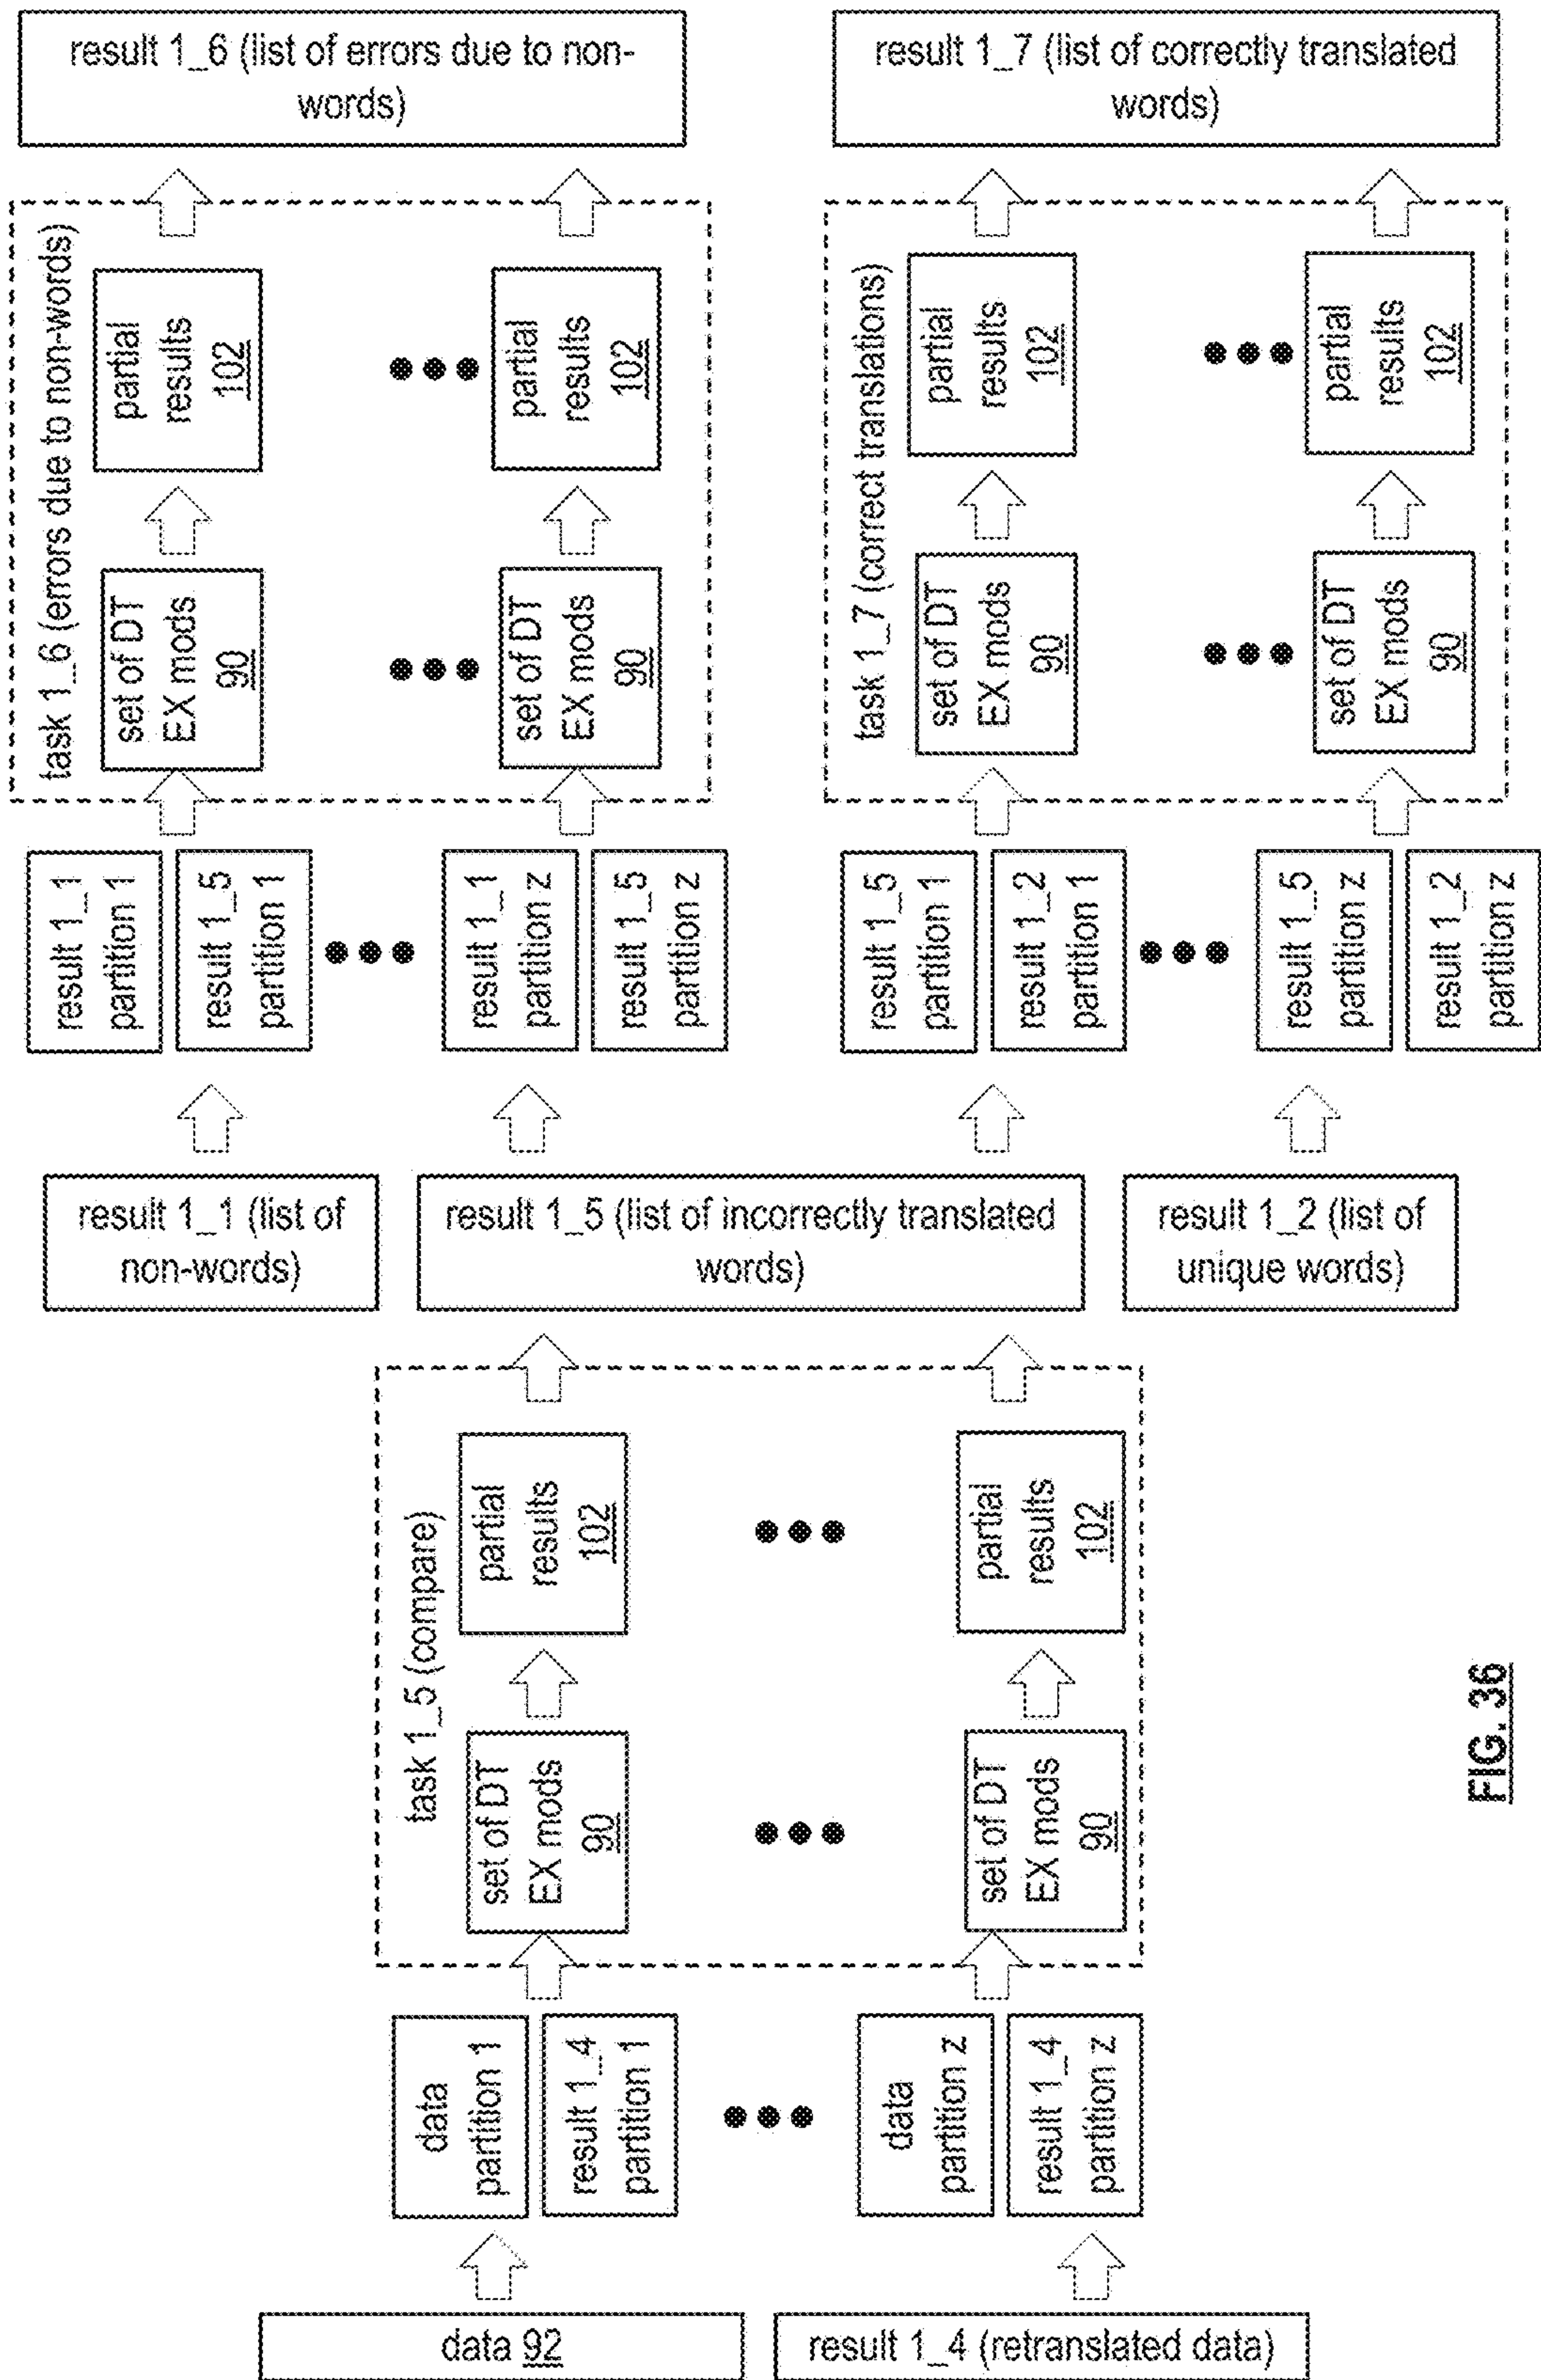 data 92
result 1_4 (retranslated data)
data
partition 1
result 1_4
partition 1
data
partition z
result 1_4
partition z
task 1_5 (compare)
set of DT
EX mods
90
partial
results
102
set of DT
EX mods
90
partial
results
102
result 1_1 (list of
non-words)
result 1_5 (list of incorrectly translated
words)
result 1_2 (list of
unique words)
result 1_1
partition 1
result 1_5
partition 1
result 1_1
partition z
result 1_5
partition z
result 1_5
partition 1
result 1_2
partition 1
result 1_5
partition z
result 1_2
partition z
task 1_6 (errors due to non-words)
set of DT
EX mods
90
partial
results
102
set of DT
EX mods
90
partial
results
102
task 1_7 (correct translations)
set of DT
EX mods
90
partial
results
102
set of DT
EX mods
90
partial
results
102
result 1_6 (list of errors due to non-
words)
result 1_7 (list of correctly translated
words)
FIG. 36